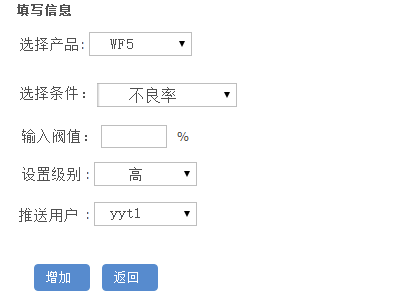 填写信息
选择产品: WF5
选择条件： 不良率
输入阀值： %
设置级别： 高
推送用户： yyt1
增加 返回